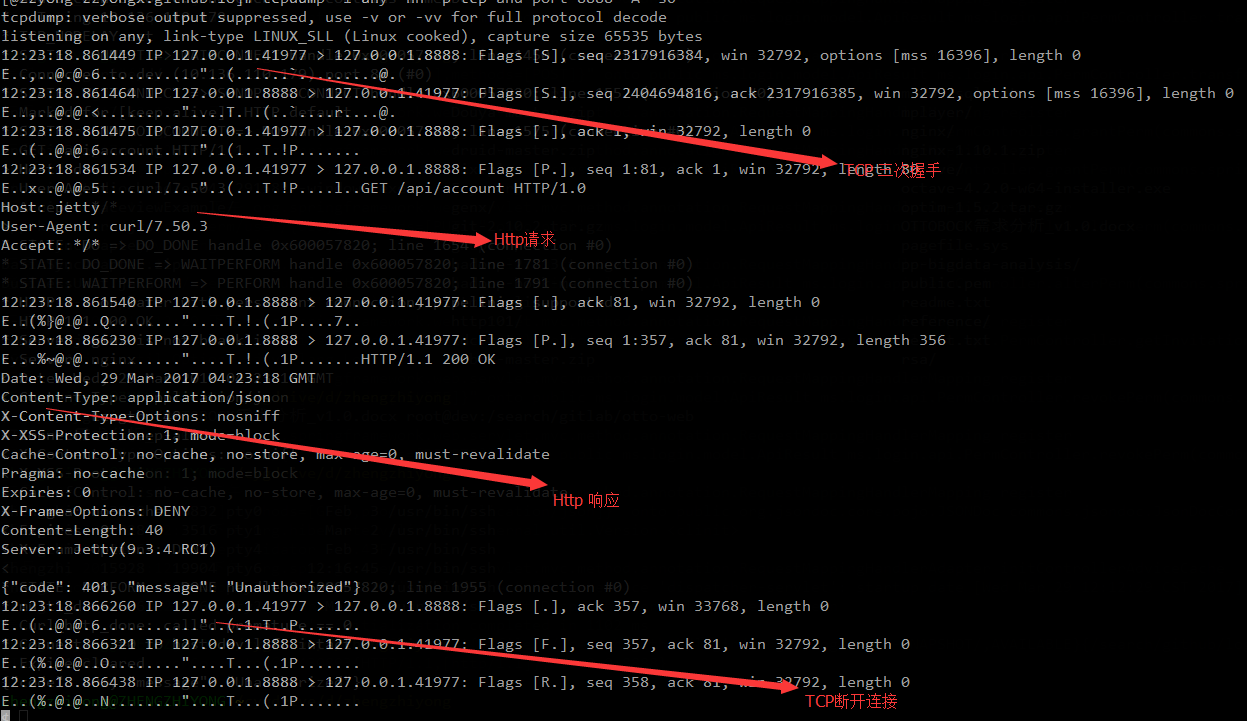 tcpdump: verbose output suppressed, use -v or -vv for full protocol decode
listening on any, link-type LINUX_SLL (Linux cooked), capture size 65535 bytes
12:23:18.861449 IP 127.0.0.1.41977 > 127.0.0.1.8888: Flags [S], seq 2317916384, win 32792, options [mss 16396], length 0
12:23:18.861464 IP 127.0.0.1.8888 > 127.0.0.1.41977: Flags [S.], seq 2404694816, ack 2317916385, win 32792, options [mss 16396], length 0
12:23:18.861475 IP 127.0.0.1.41977 > 127.0.0.1.8888: Flags [.], ack 1, win 32792, length 0
12:23:18.861534 IP 127.0.0.1.41977 > 127.0.0.1.8888: Flags [P.], seq 1:81, ack 1, win 32792, length 80
TCP 三次握手
GET /api/account HTTP/1.0
Host: jetty
User-Agent: curl/7.50.3
Http请求
Accept: */*
12:23:18.861540 IP 127.0.0.1.8888 > 127.0.0.1.41977: Flags [.], ack 81, win 32792, length 0
12:23:18.866230 IP 127.0.0.1.8888 > 127.0.0.1.41977: Flags [P.], seq 1:357, ack 81, win 32792, length 356
HTTP/1.1 200 OK
Date: Wed, 29 Mar 2017 04:23:18 GMT
Content-Type: application/json
X-Content-Type-Options: nosniff
X-XSS-Protection: 1; mode=block
Cache-Control: no-cache, no-store, max-age=0, must-revalidate
Pragma: no-cache
Expires: 0
Http 响应
X-Frame-Options: DENY
Content-Length: 40
Server: Jetty(9.3.4.RC1)
{"code": 401, "message": "Unauthorized"}
12:23:18.866260 IP 127.0.0.1.41977 > 127.0.0.1.8888: Flags [.], ack 357, win 33768, length 0
12:23:18.866321 IP 127.0.0.1.8888 > 127.0.0.1.41977: Flags [F.], seq 357, ack 81, win 32792, length 0
12:23:18.866438 IP 127.0.0.1.8888 > 127.0.0.1.41977: Flags [R.], seq 358, ack 81, win 32792, length 0
TCP断开连接